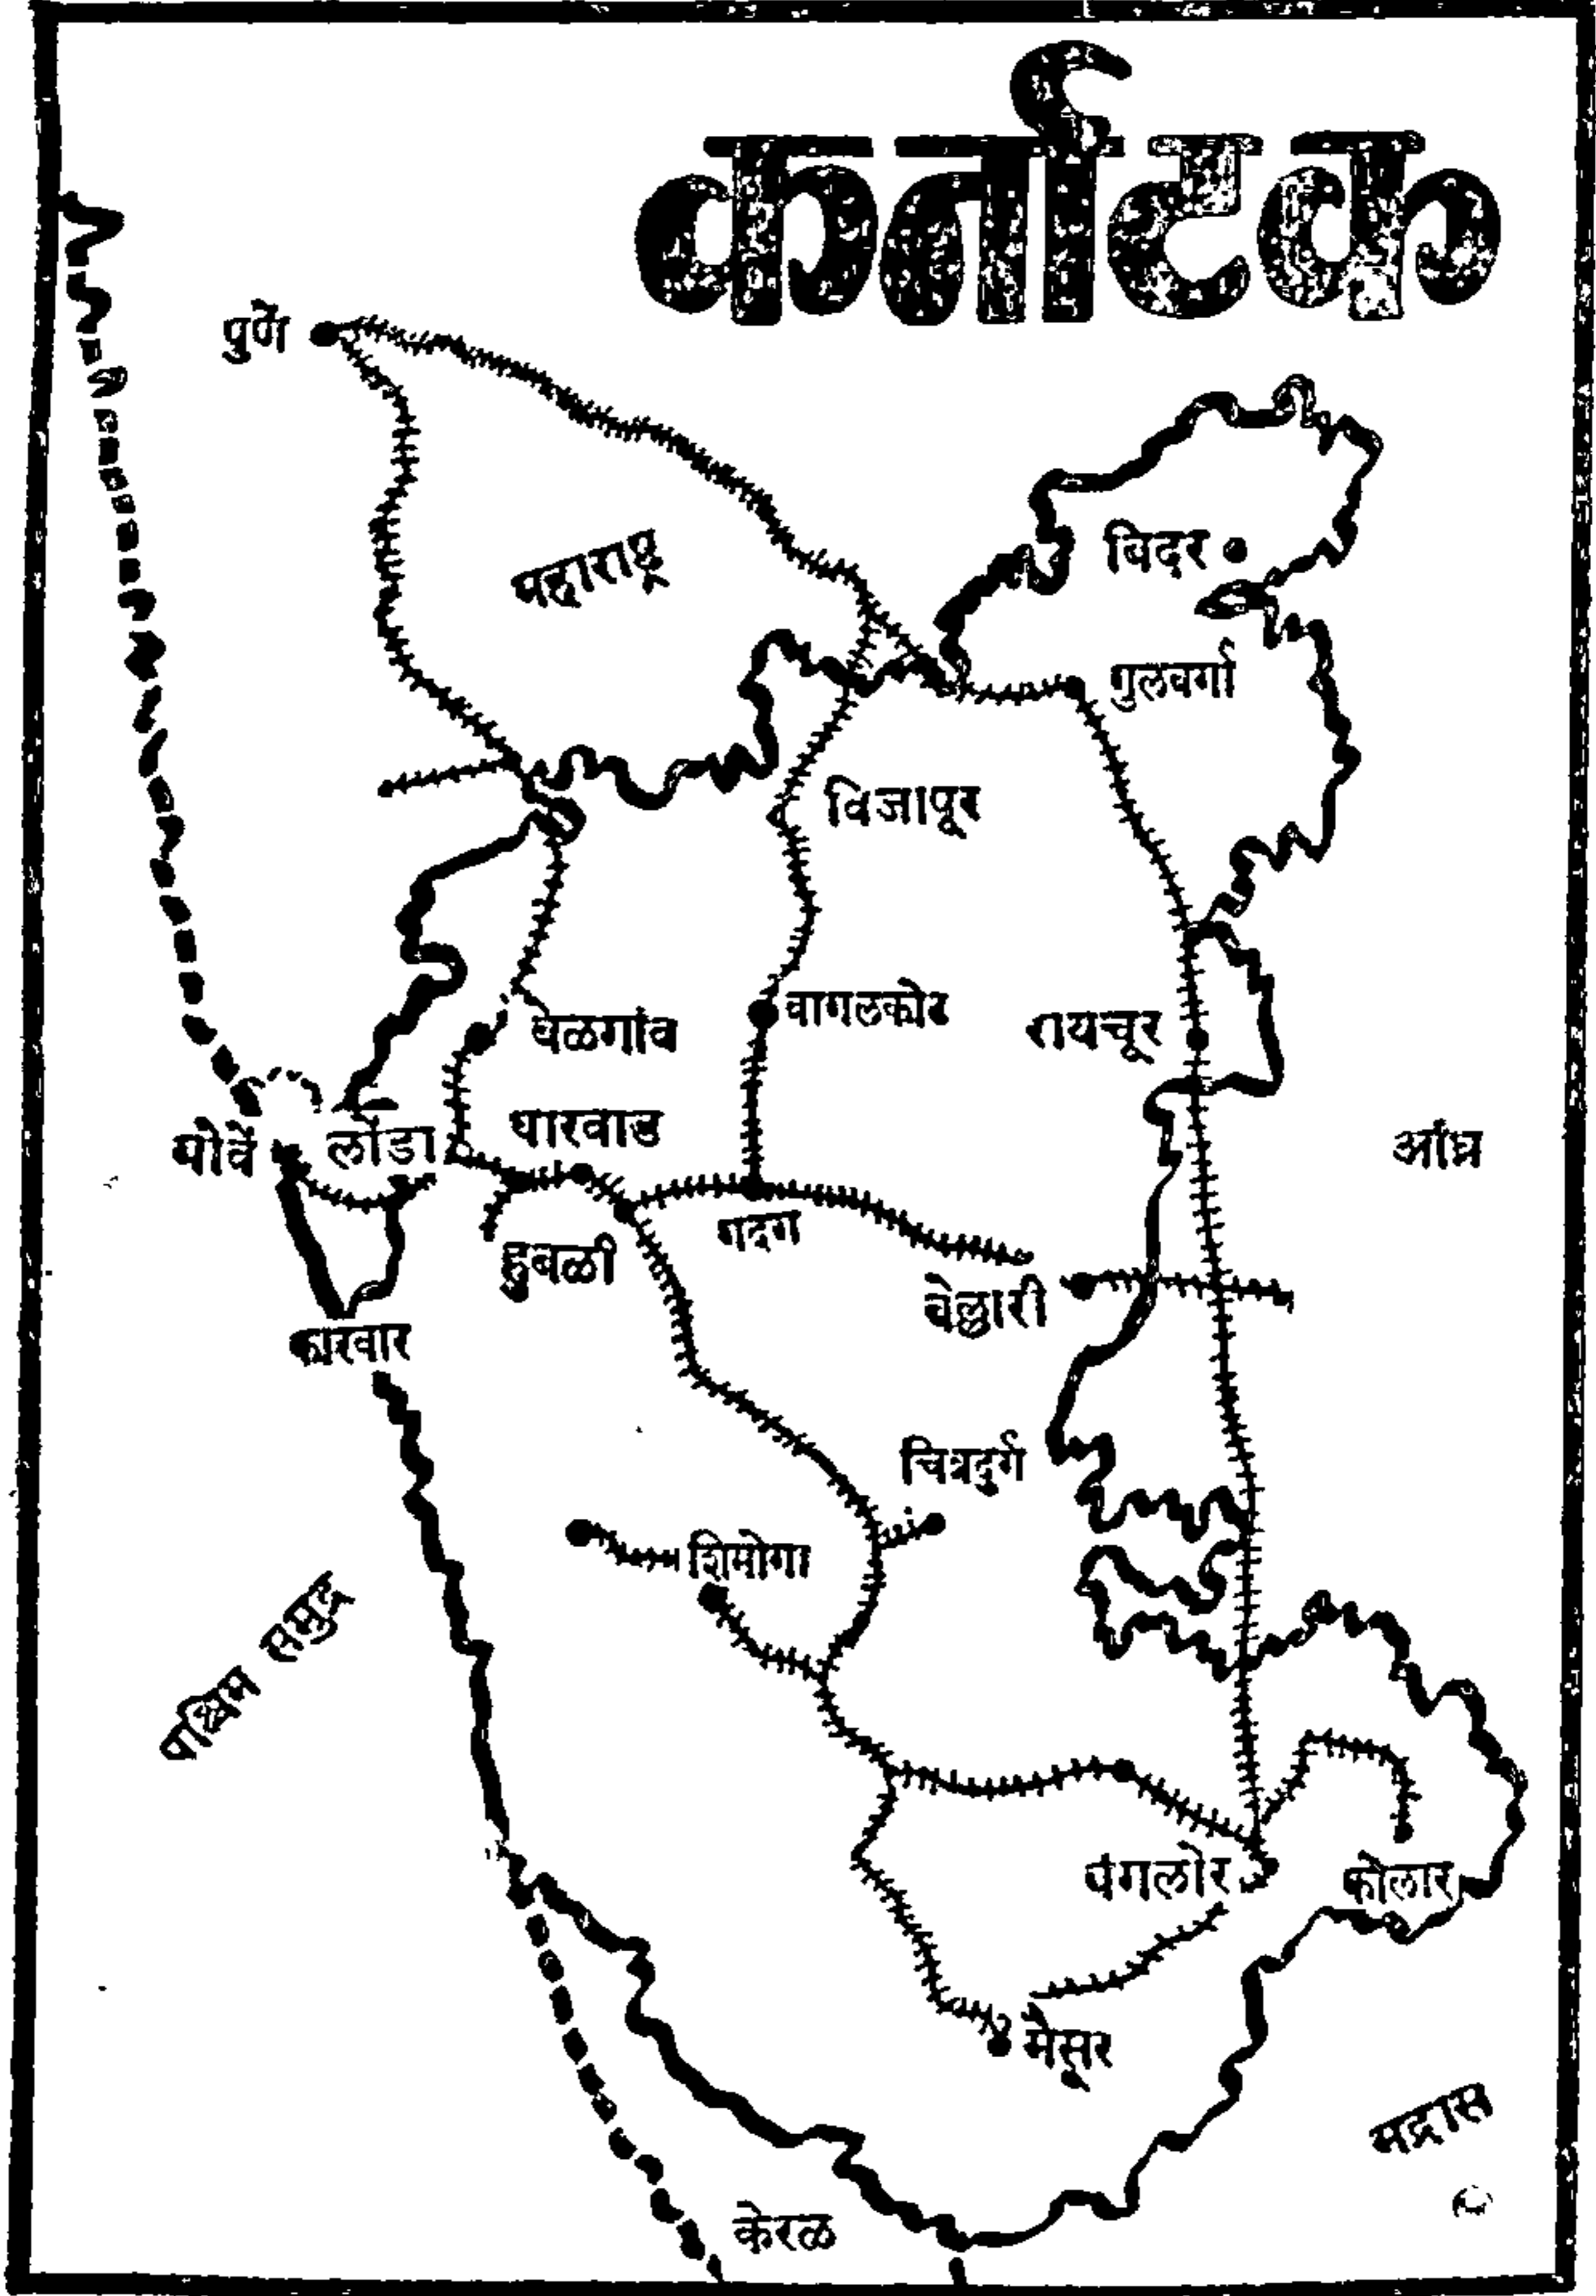 कर्नाटक
पुणें
महाराष्ट्र
बिदर
गुलबर्गा
विजापूर
बागलकोट
बेळगांव
रायचूर
धारवाड
लोंडा
आंध्र
गदग
हुबळी
बेल्लारी
कारवार
चित्रदुर्ग
शिमोगा
पश्चिम समुद्र
बंगलोर
कोलार
मैसूर
मद्रास
केरळ